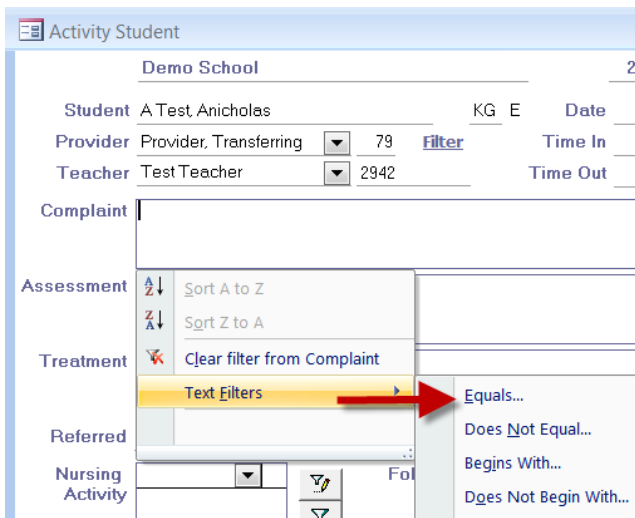 Activity Student
Demo School 2
Student A Test, Anicholas KG E Date
Provider Provider, Transferring 79 Filter Time In
Teacher Test Teacher 2942 Time Out
Complaint
Assessment
Sort A to Z
Sort Z to A
Treatment
Clear filter from Complaint
Text Filters
Equals...
Does Not Equal...
Referred
Begins With...
Nursing Activity
Fol
Does Not Begin With...